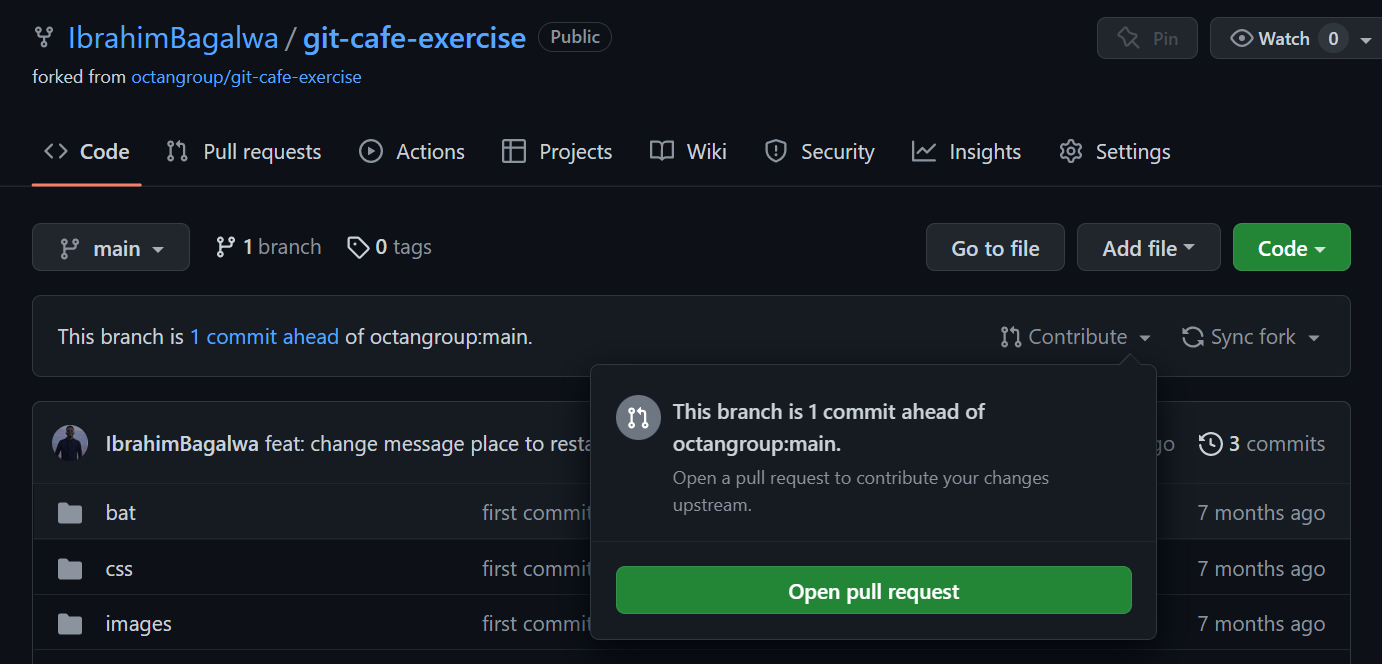 IbrahimBagalwa / git-cafe-exercise Public Pin Watch 0
forked from octangroup/git-cafe-exercise
Code Pull requests Actions Projects Wiki Security Insights Settings
main 1 branch 0 tags Go to file Add file Code
This branch is 1 commit ahead of octangroup:main. Contribute Sync fork
This branch is 1 commit ahead of
octangroup:main.
Open a pull request to contribute your changes
upstream.
Open pull request
IbrahimBagalwa feat: change message place to 3 commits
bat first commit 7 months ago
css first commit 7 months ago
images first commit 7 months ago